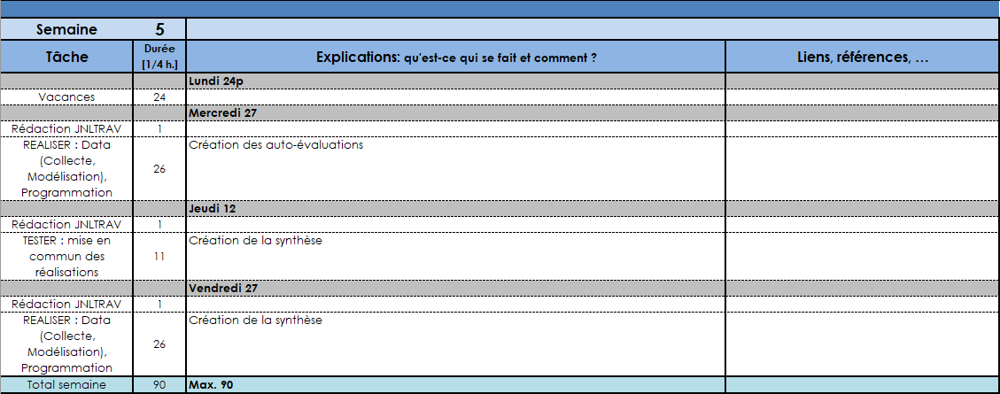 Semaine 5
Tâche Durée [1/4 h.] Explications: qu'est-ce qui se fait et comment ? Liens, références, …
Lundi 24p
Vacances 24
Mercredi 27
Rédaction JNLTRAV 1
REALISER : Data Création des auto-évaluations
(Collecte,
Modélisation), 26
Programmation
Jeudi 12
Rédaction JNLTRAV 1
TESTER : mise en Création de la synthèse
commun des 11
réalisations
Vendredi 27
Rédaction JNLTRAV 1
REALISER : Data Création de la synthèse
(Collecte,
Modélisation), 26
Programmation
Total semaine 90 Max. 90